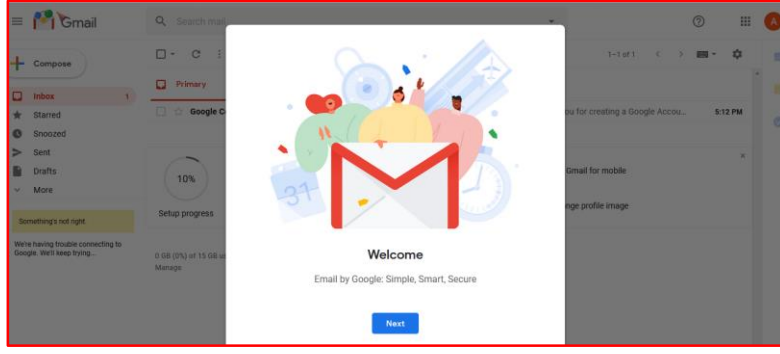 Gmail
Search mail
Compose
1–1 of 1
Primary
Inbox 1
Starred
Google
ou for creating a Google Accou... 5:12 PM
Snoozed
Sent
Drafts
More
10%
Gmail for mobile
Setup progress
nge profile image
31
Something's not right.
We're having trouble connecting to
Google. We'll keep trying...
0 GB (0%) of 15 GB
Manage
Welcome
Email by Google: Simple, Smart, Secure
Next
A